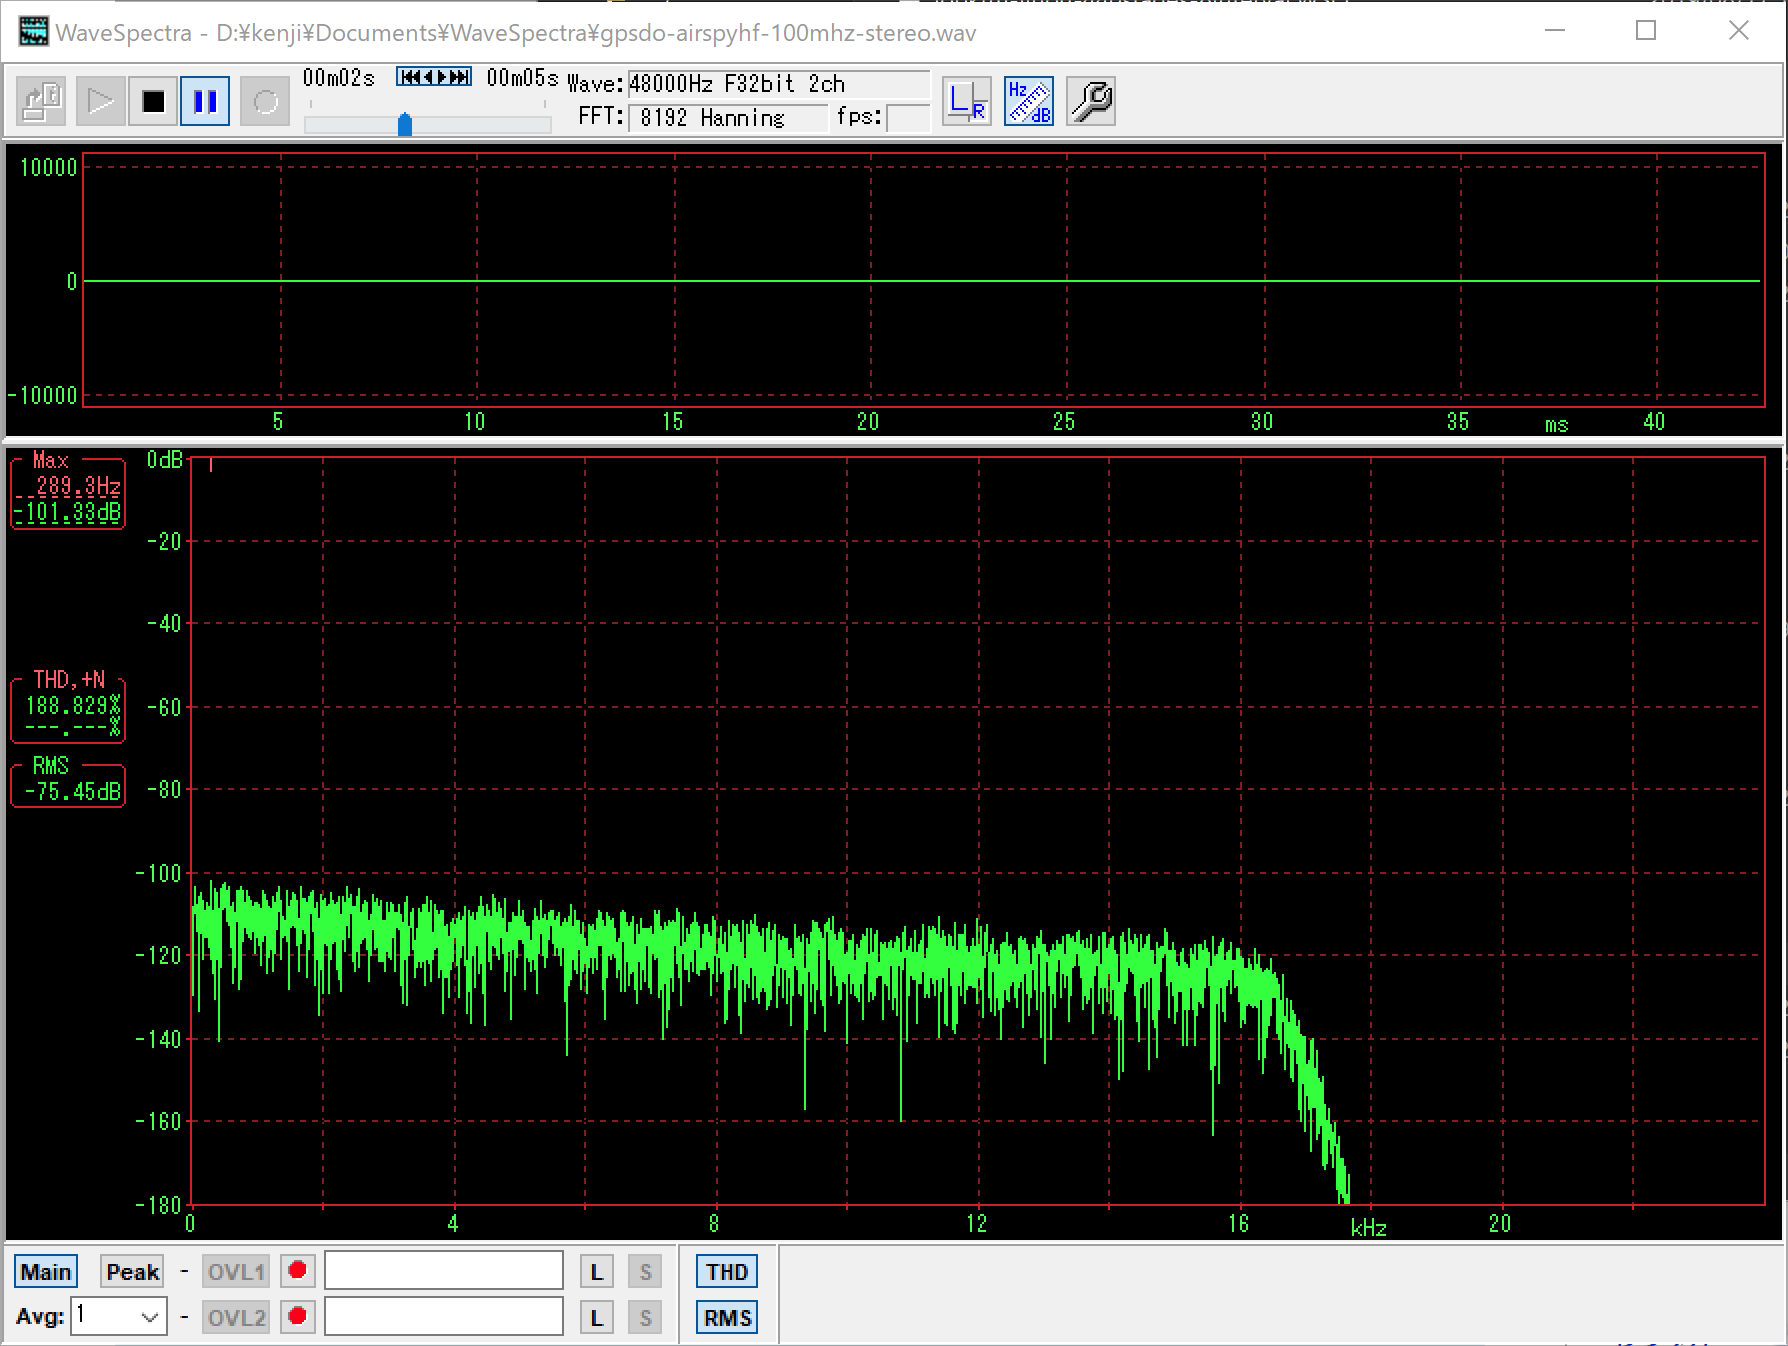 WaveSpectra - D:¥kenji¥Documents¥WaveSpectra¥gpsdo-airspyhf-100mhz-stereo.wav
00m02s 00m05s Wave: 48000Hz F32bit 2ch
FFT: 8192 Hanning fps:
L R
Hz dB
10000
0
-10000
5 10 15 20 25 30 35 ms 40
Max
289.3Hz
-101.33dB
THD,+N
188.829%
---.---%
RMS
-75.45dB
0dB
-20
-40
-60
-80
-100
-120
-140
-160
-180
0 4 8 12 16 kHz 20
Main Peak - OVL1 L S THD
Avg: 1 - OVL2 L S RMS